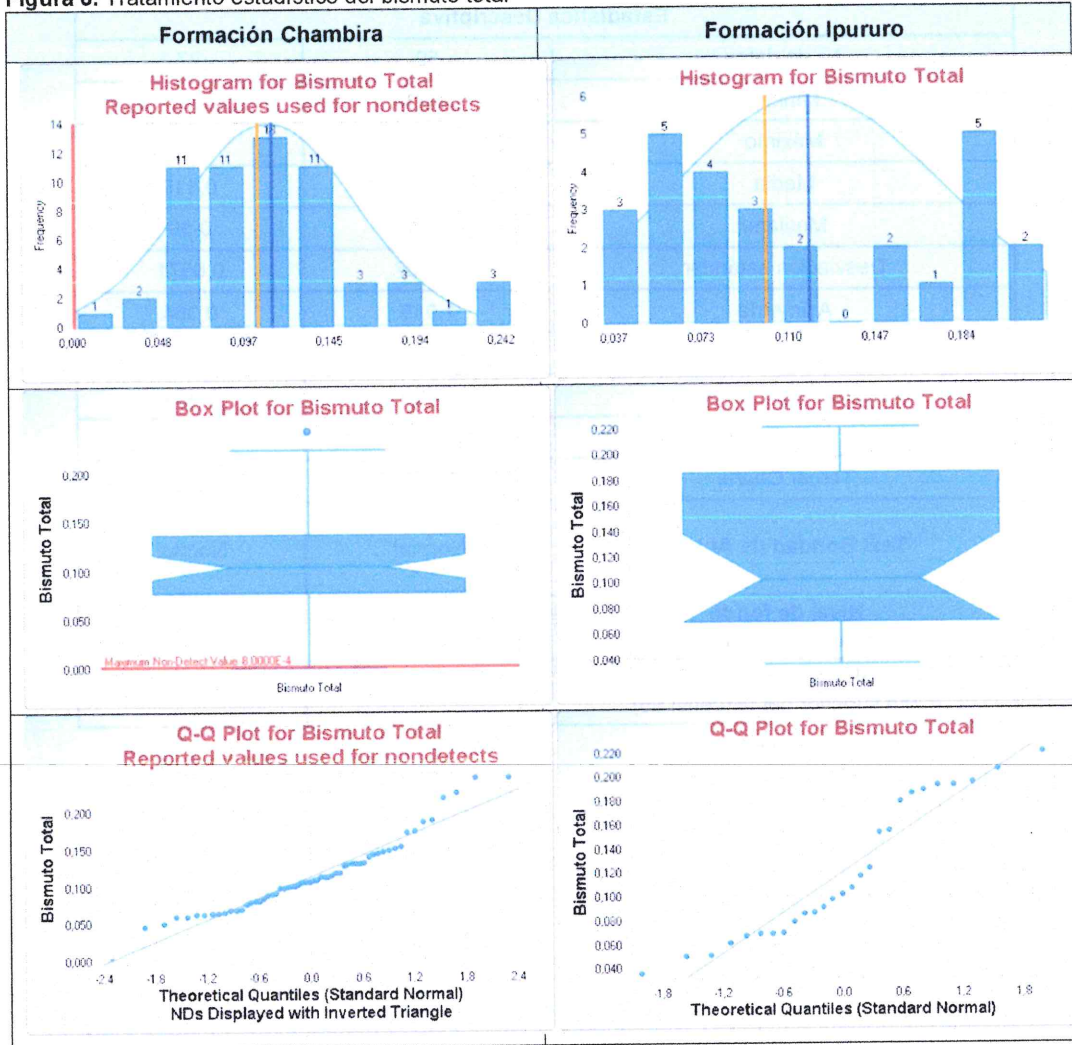 Figura 6. Tratamiento estadístico del bismuto total
Formación Chambira
Formación Ipururo
Histogram for Bismuto Total
Reported values used for nondetects
14
12
10
8
6
4
2
0
Frequency
1
2
11
11
13
11
3
3
1
3
0,000 0,048 0,097 0,145 0,194 0,242
Histogram for Bismuto Total
6
5
4
3
2
1
0
Frequency
3
5
4
3
2
0
2
1
5
2
0,037 0,073 0,110 0,147 0,184
Box Plot for Bismuto Total
0,200
0,150
0,100
0,050
0,000
Bismuto Total
Maximum Non-Detect Value 8,0000E-4
Bismuto Total
Box Plot for Bismuto Total
0,220
0,200
0,180
0,160
0,140
0,120
0,100
0,080
0,060
0,040
Bismuto Total
Bismuto Total
Q-Q Plot for Bismuto Total
Reported values used for nondetects
0,200
0,150
0,100
0,050
0,000
Bismuto Total
-2,4 -1,8 -1,2 -0,6 0,0 0,6 1,2 1,8 2,4
Theoretical Quantiles (Standard Normal)
NDs Displayed with Inverted Triangle
Q-Q Plot for Bismuto Total
0,220
0,200
0,180
0,160
0,140
0,120
0,100
0,080
0,060
0,040
Bismuto Total
-1,8 -1,2 -0,6 0,0 0,6 1,2 1,8
Theoretical Quantiles (Standard Normal)